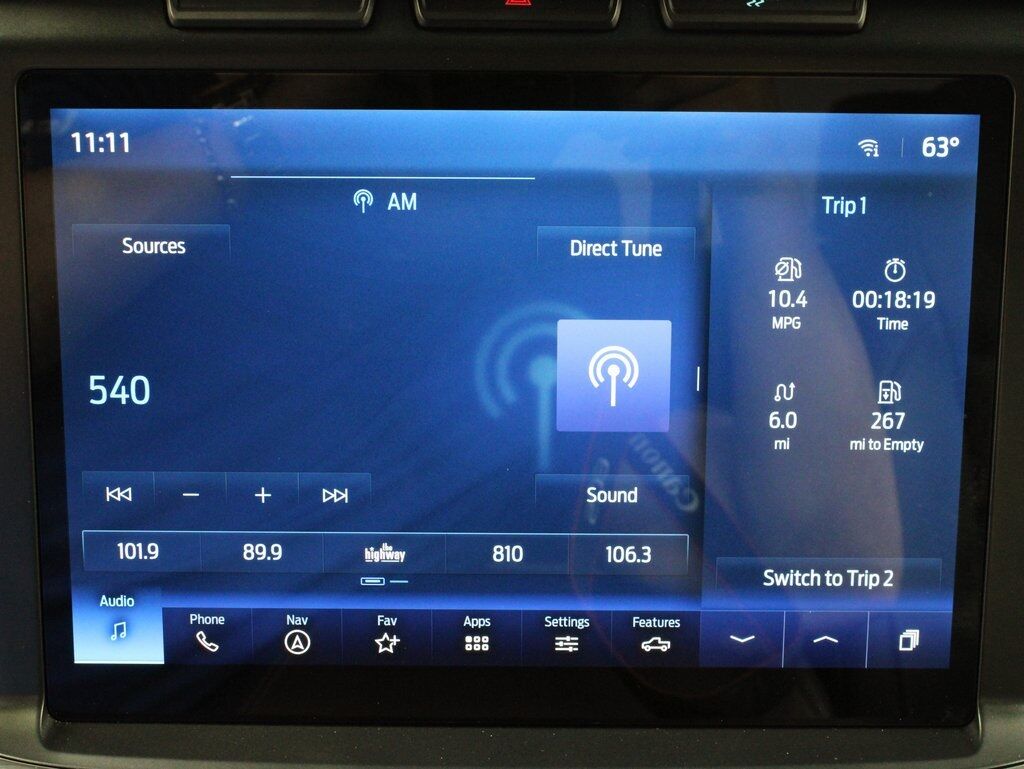 11:11
63°
AM
Trip 1
Sources
Direct Tune
10.4
MPG
00:18:19
Time
540
6.0
mi
267
mi to Empty
Sound
101.9
89.9
the
highway
810
106.3
Switch to Trip 2
Audio
Phone
Nav
Fav
Apps
Settings
Features
Canon